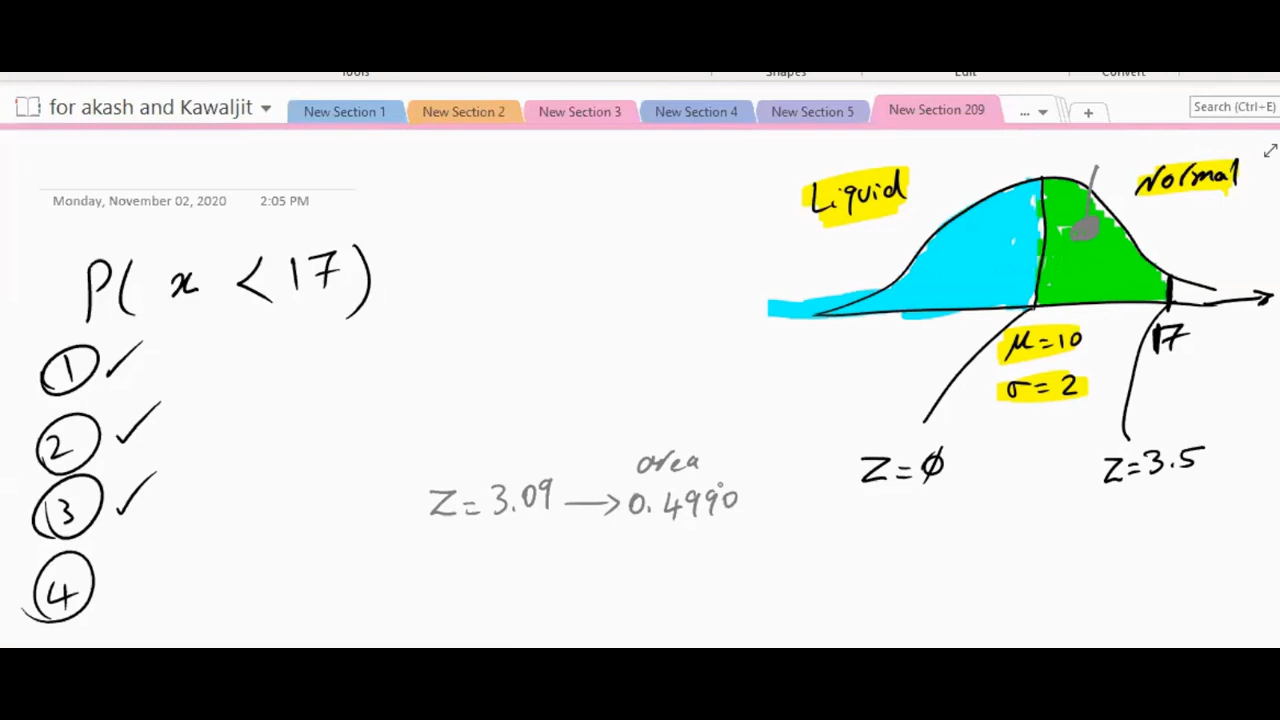 Tools Shapes Edit Convert
for akash and Kawaljit New Section 1 New Section 2 New Section 3 New Section 4 New Section 5 New Section 209 ... + Search (Ctrl+E)
Monday, November 02, 2020 2:05 PM
Liquid Normal
P( x < 17)
μ = 10 17
σ = 2
1 ✓
2 ✓
3 ✓
4
Z = φ Z = 3.5
area
Z = 3.09 → 0.4990